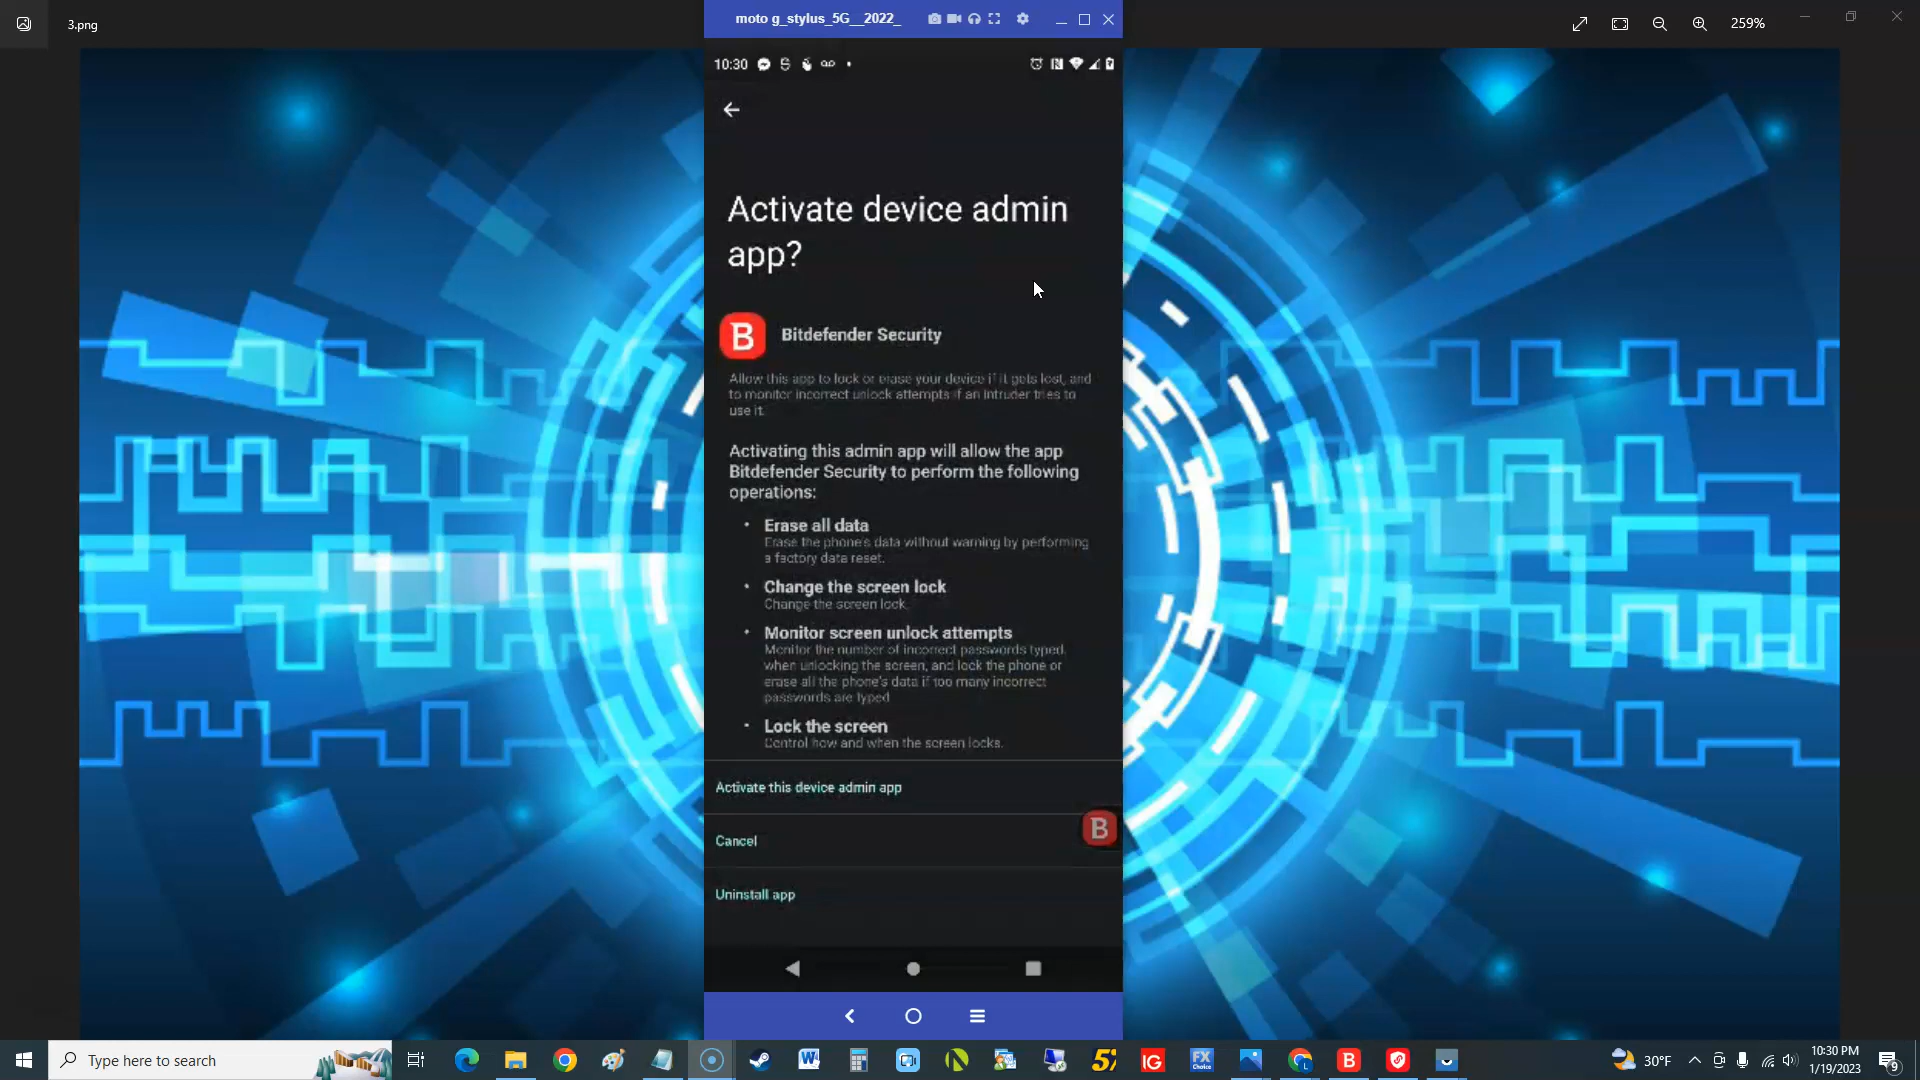 3.png
moto g_stylus_5G__2022_
259%
10:30
Activate device admin
app?
B
Bitdefender Security
Allow this app to lock or erase your device if it gets lost, and
to monitor incorrect unlock attempts if an intruder tries to
use it.
Activating this admin app will allow the app
Bitdefender Security to perform the following
operations:
• Erase all data
Erase the phone's data without warning by performing
a factory data reset.
• Change the screen lock
Change the screen lock.
• Monitor screen unlock attempts
Monitor the number of incorrect passwords typed.
when unlocking the screen, and lock the phone or
erase all the phone's data if too many incorrect
passwords are typed.
• Lock the screen
Control how and when the screen locks.
Activate this device admin app
B
Cancel
Uninstall app
Type here to search
W
5
IG
FX
Choice
L
B
30°F
10:30 PM
1/19/2023
9